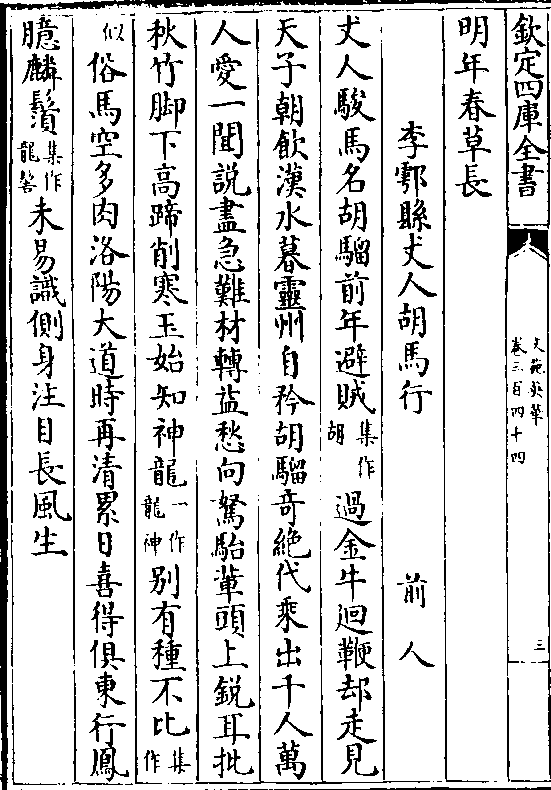 欽定四庫全書
文苑英華
卷三百四十四
三
明年春草長
李鄠縣丈人胡馬行 前人
丈人駿馬名胡騮前年避賊集作胡過金牛迴鞭却走見
天子朝飲漢水暮靈州自矜胡騮竒絶代乘出千人萬
人愛一聞説盡急難材轉益愁向駑駘輩頭上鋭耳批
秋竹脚下高蹄削寒玉始知神龍一作龍神别有種不比集作
似俗馬空多肉洛陽大道時再清累日喜得俱東行鳳
臆麟鬚集作龍鬐未易識側身注目長風生